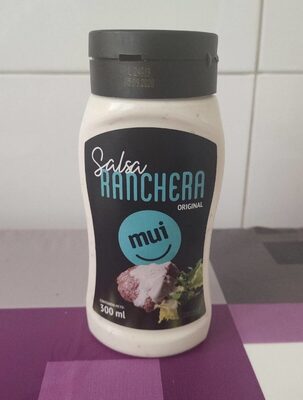 Salsa
RANCHERA
ORIGINAL
mui
300 ml